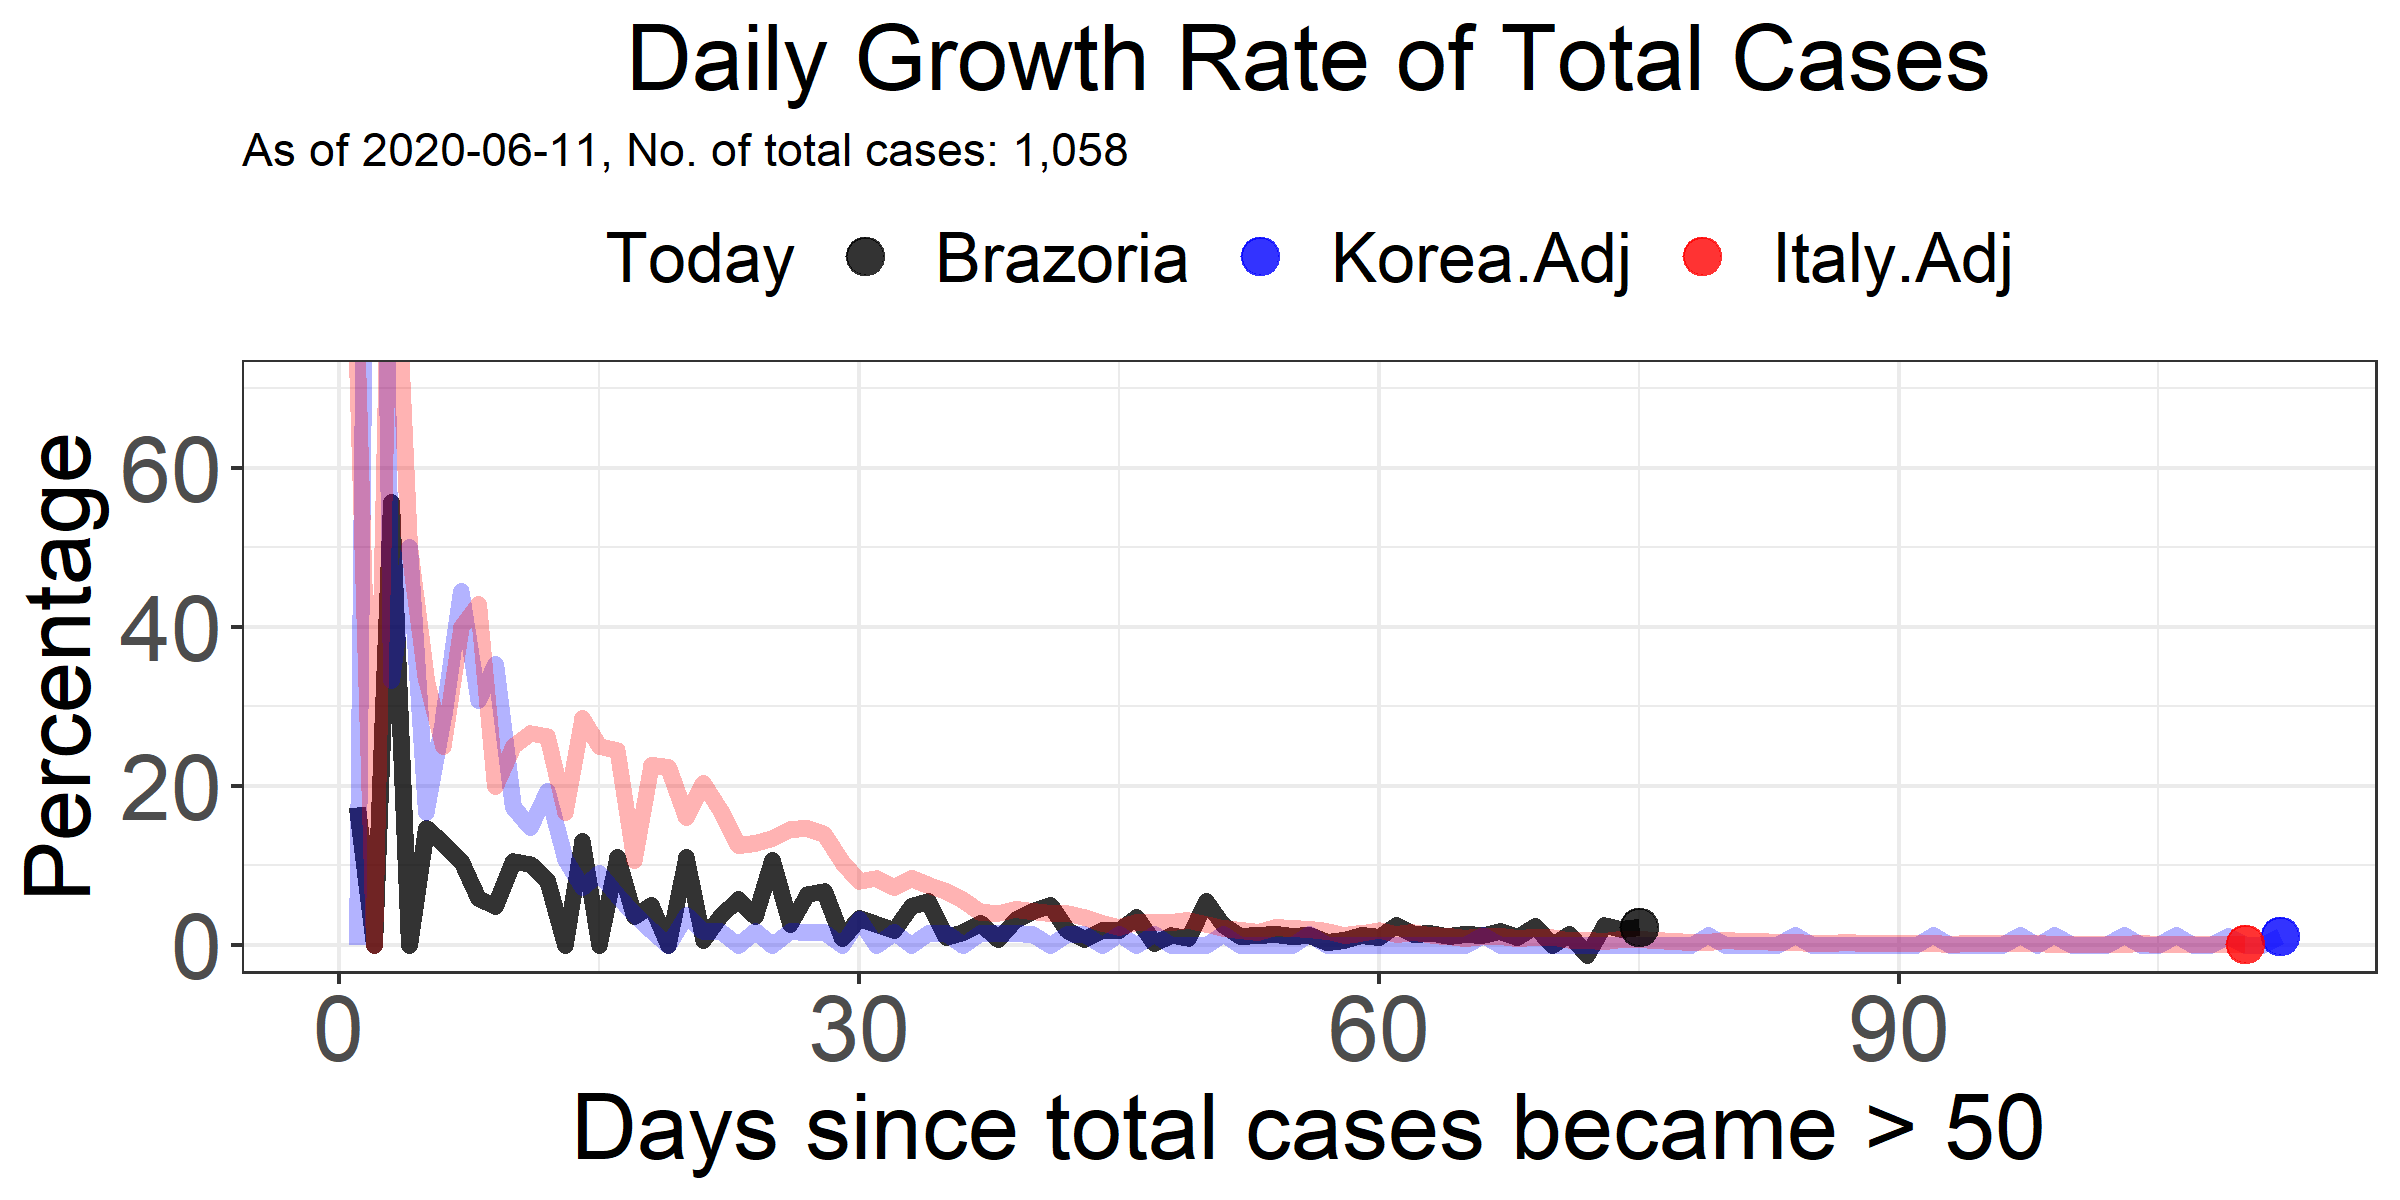 Daily Growth Rate of Total Cases
As of 2020-06-11, No. of total cases: 1,058
Today Brazoria Korea.Adj Italy.Adj
Percentage
60
40
20
0
0 30 60 90
Days since total cases became > 50